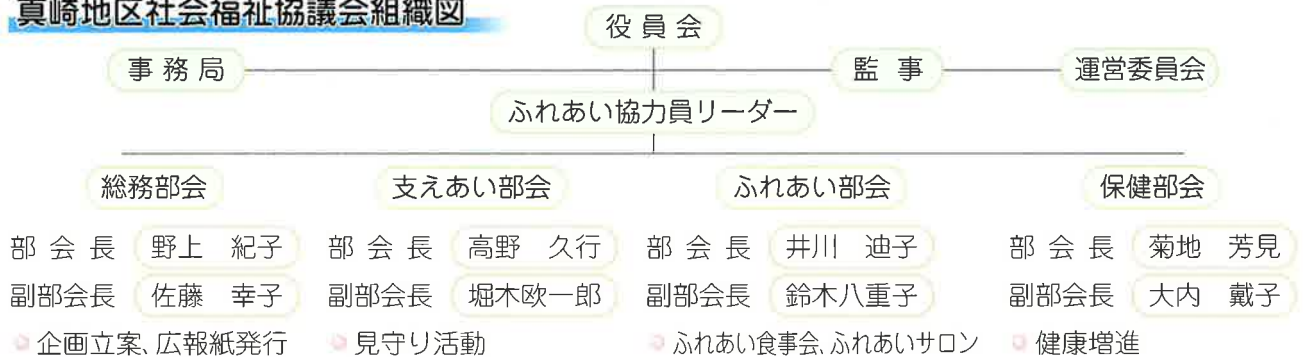 真崎地区社会福祉協議会組織図
役員会
事務局 監事 運営委員会
ふれあい協力員リーダー
総務部会 支えあい部会 ふれあい部会 保健部会
部会長 野上 紀子 部会長 高野 久行 部会長 井川 迪子 部会長 菊地 芳見
副部会長 佐藤 幸子 副部会長 堀木欧一郎 副部会長 鈴木八重子 副部会長 大内 戴子
企画立案、広報紙発行 見守り活動 ふれあい食事会、ふれあいサロン 健康増進